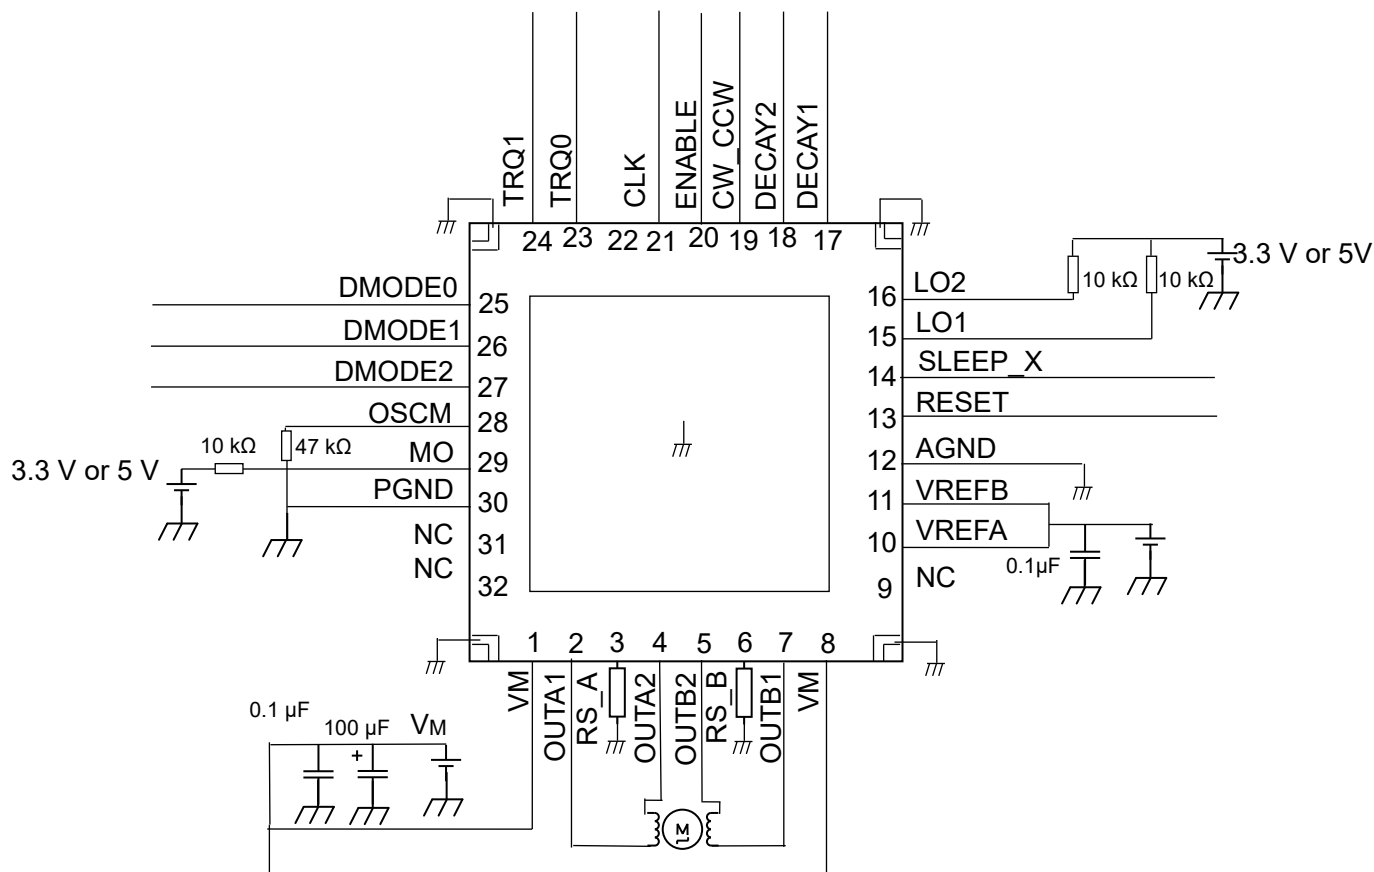 TRQ1
TRQ0
CLK
ENABLE
CW_CCW
DECAY2
DECAY1
24 23 22 21 20 19 18 17
DMODE0
25
DMODE1
26
DMODE2
27
OSCM
28
10 kΩ
47 kΩ
MO
29
3.3 V or 5 V
PGND
30
NC
31
NC
32
16
LO2
10 kΩ
10 kΩ
3.3 V or 5V
15
LO1
14
SLEEP_X
13
RESET
12
AGND
11
VREFB
10
VREFA
0.1µF
9
NC
1 2 3 4 5 6 7 8
VM
OUTA1
RS_A
OUTA2
OUTB2
RS_B
OUTB1
VM
0.1 µF
100 µF
VM
+
M